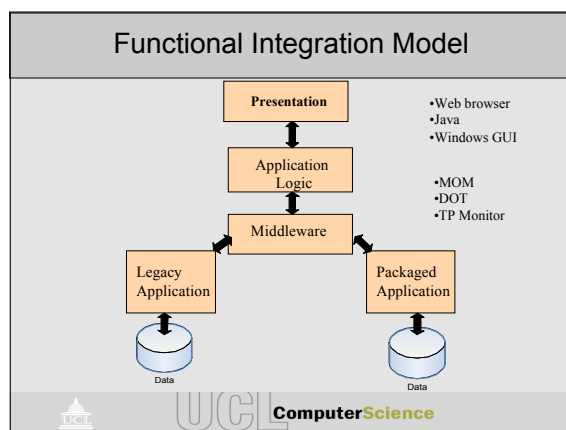 Functional Integration Model
Presentation
•Web browser
•Java
•Windows GUI
Application
Logic
•MOM
•DOT
•TP Monitor
Middleware
Legacy
Application
Packaged
Application
Data
Data
UCL
UCL
ComputerScience